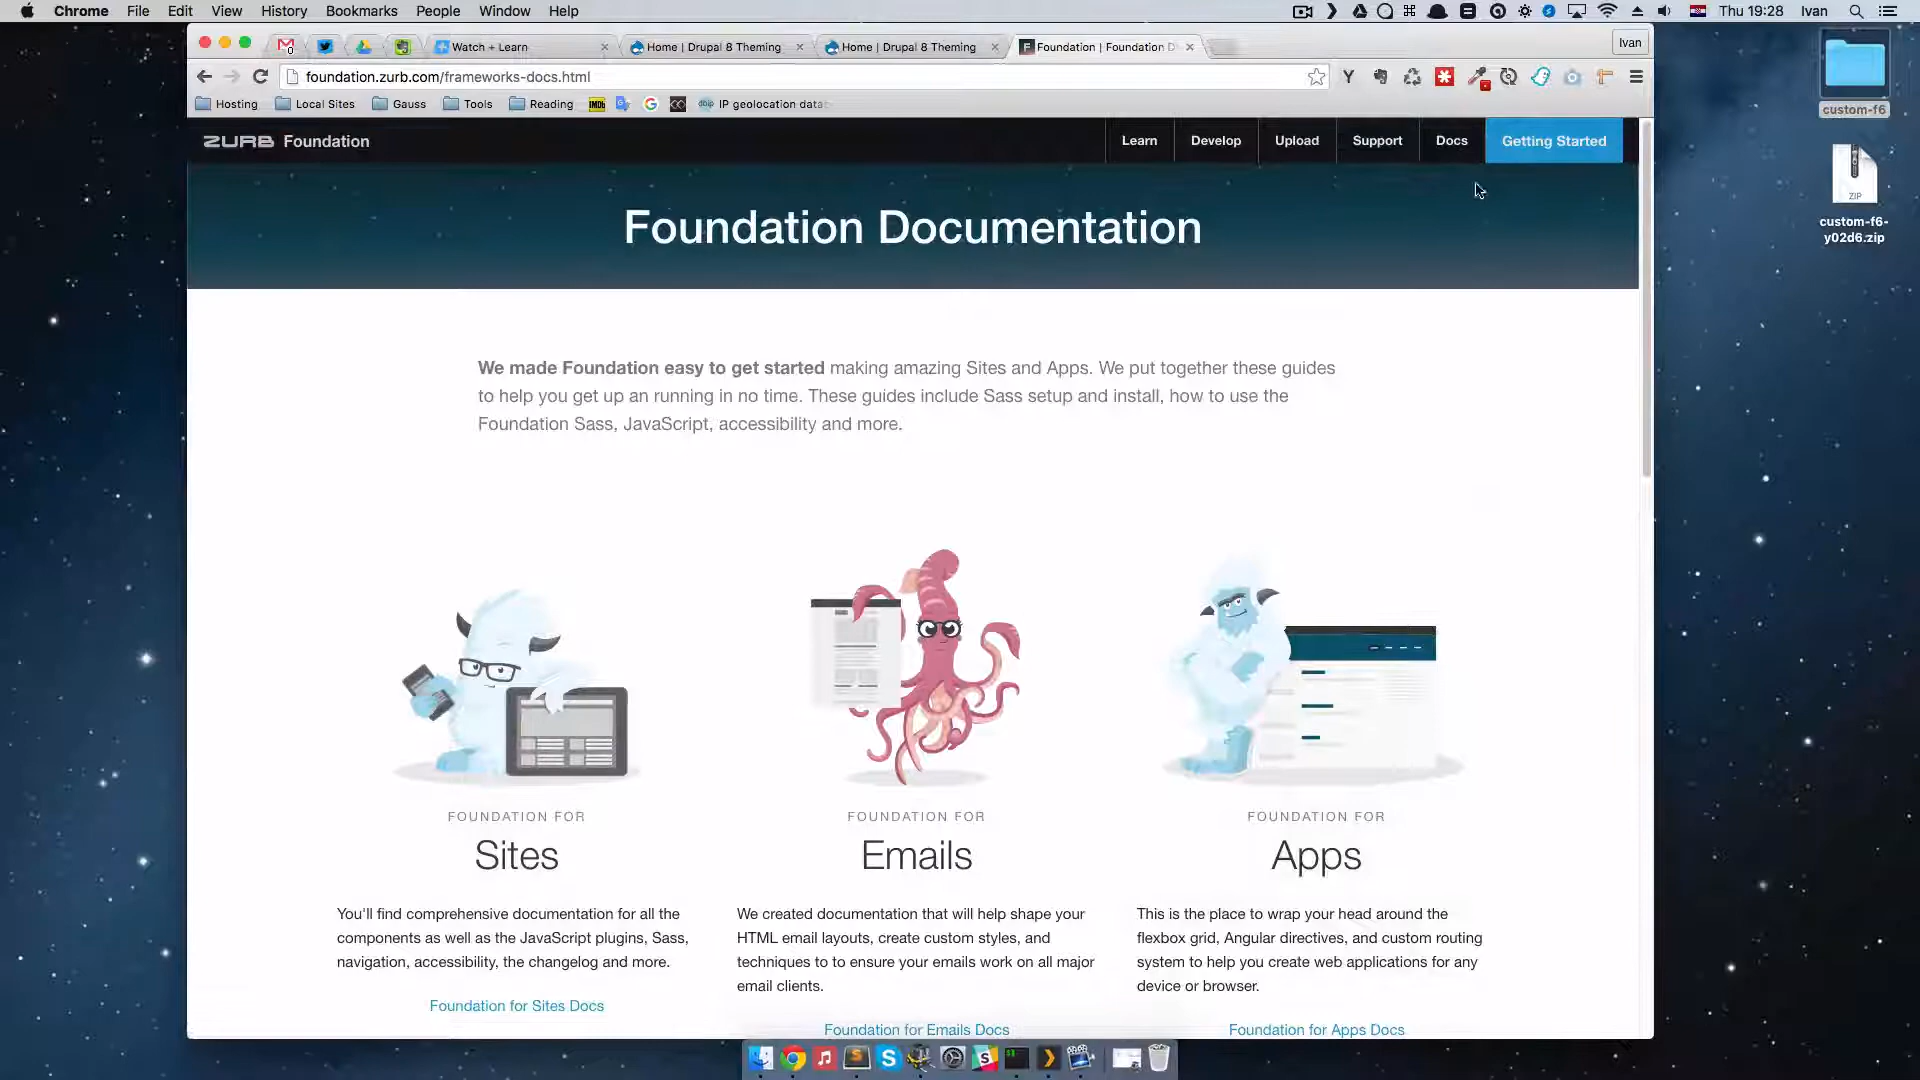 Chrome File Edit View History Bookmarks People Window Help Thu 19:28 Ivan
Watch + Learn Home | Drupal 8 Theming Home | Drupal 8 Theming Foundation | Foundation D Ivan
foundation.zurb.com/frameworks-docs.html
Hosting Local Sites Gauss Tools Reading IMDb IP geolocation data
ZURB Foundation Learn Develop Upload Support Docs Getting Started
Foundation Documentation
We made Foundation easy to get started making amazing Sites and Apps. We put together these guides
to help you get up an running in no time. These guides include Sass setup and install, how to use the
Foundation Sass, JavaScript, accessibility and more.
FOUNDATION FOR
Sites
You'll find comprehensive documentation for all the
components as well as the JavaScript plugins, Sass,
navigation, accessibility, the changelog and more.
Foundation for Sites Docs
FOUNDATION FOR
Emails
We created documentation that will help shape your
HTML email layouts, create custom styles, and
techniques to to ensure your emails work on all major
email clients.
Foundation for Emails Docs
FOUNDATION FOR
Apps
This is the place to wrap your head around the
flexbox grid, Angular directives, and custom routing
system to help you create web applications for any
device or browser.
Foundation for Apps Docs
custom-f6
ZIP
custom-f6-
y02d6.zip